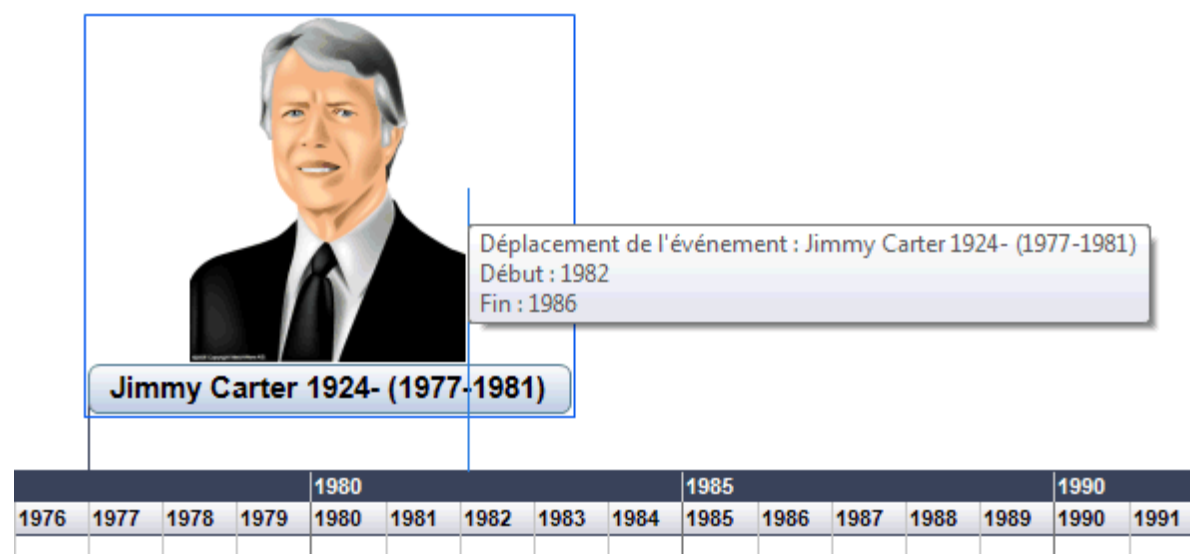 Déplacement de l'événement : Jimmy Carter 1924- (1977-1981)
Début : 1982
Fin : 1986
Jimmy Carter 1924- (1977-1981)
1980 1985 1990
1976 1977 1978 1979 1980 1981 1982 1983 1984 1985 1986 1987 1988 1989 1990 1991